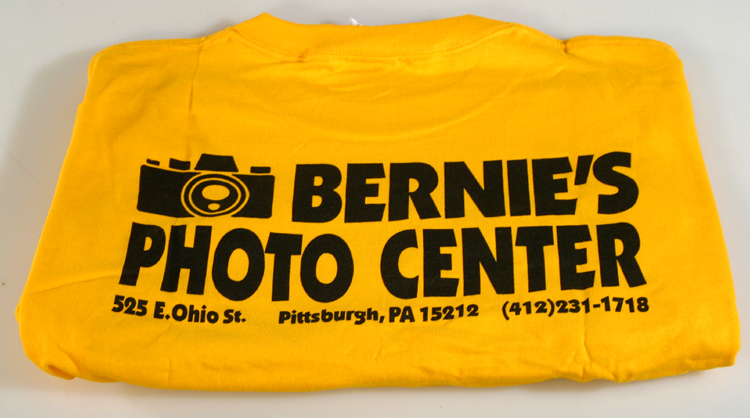 BERNIE'S
PHOTO CENTER
525 E.Ohio St. Pittsburgh, PA 15212 (412)231-1718